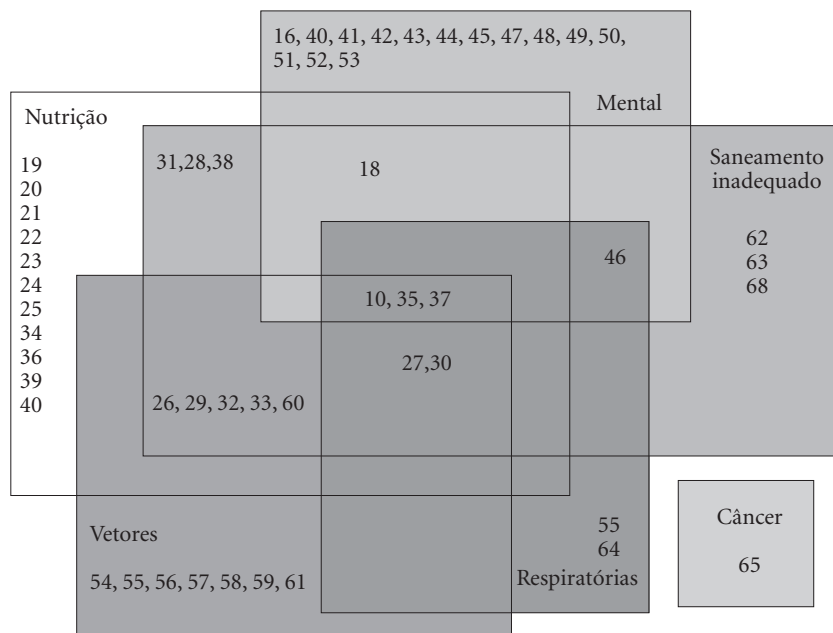 16, 40, 41, 42, 43, 44, 45, 47, 48, 49, 50,
51, 52, 53
Mental
Nutrição
19
20
21
22
23
24
25
34
36
39
40
31,28,38
18
Saneamento
inadequado
62
63
68
46
10, 35, 37
27,30
26, 29, 32, 33, 60
Vetores
54, 55, 56, 57, 58, 59, 61
55
64
Respiratórias
Câncer
65